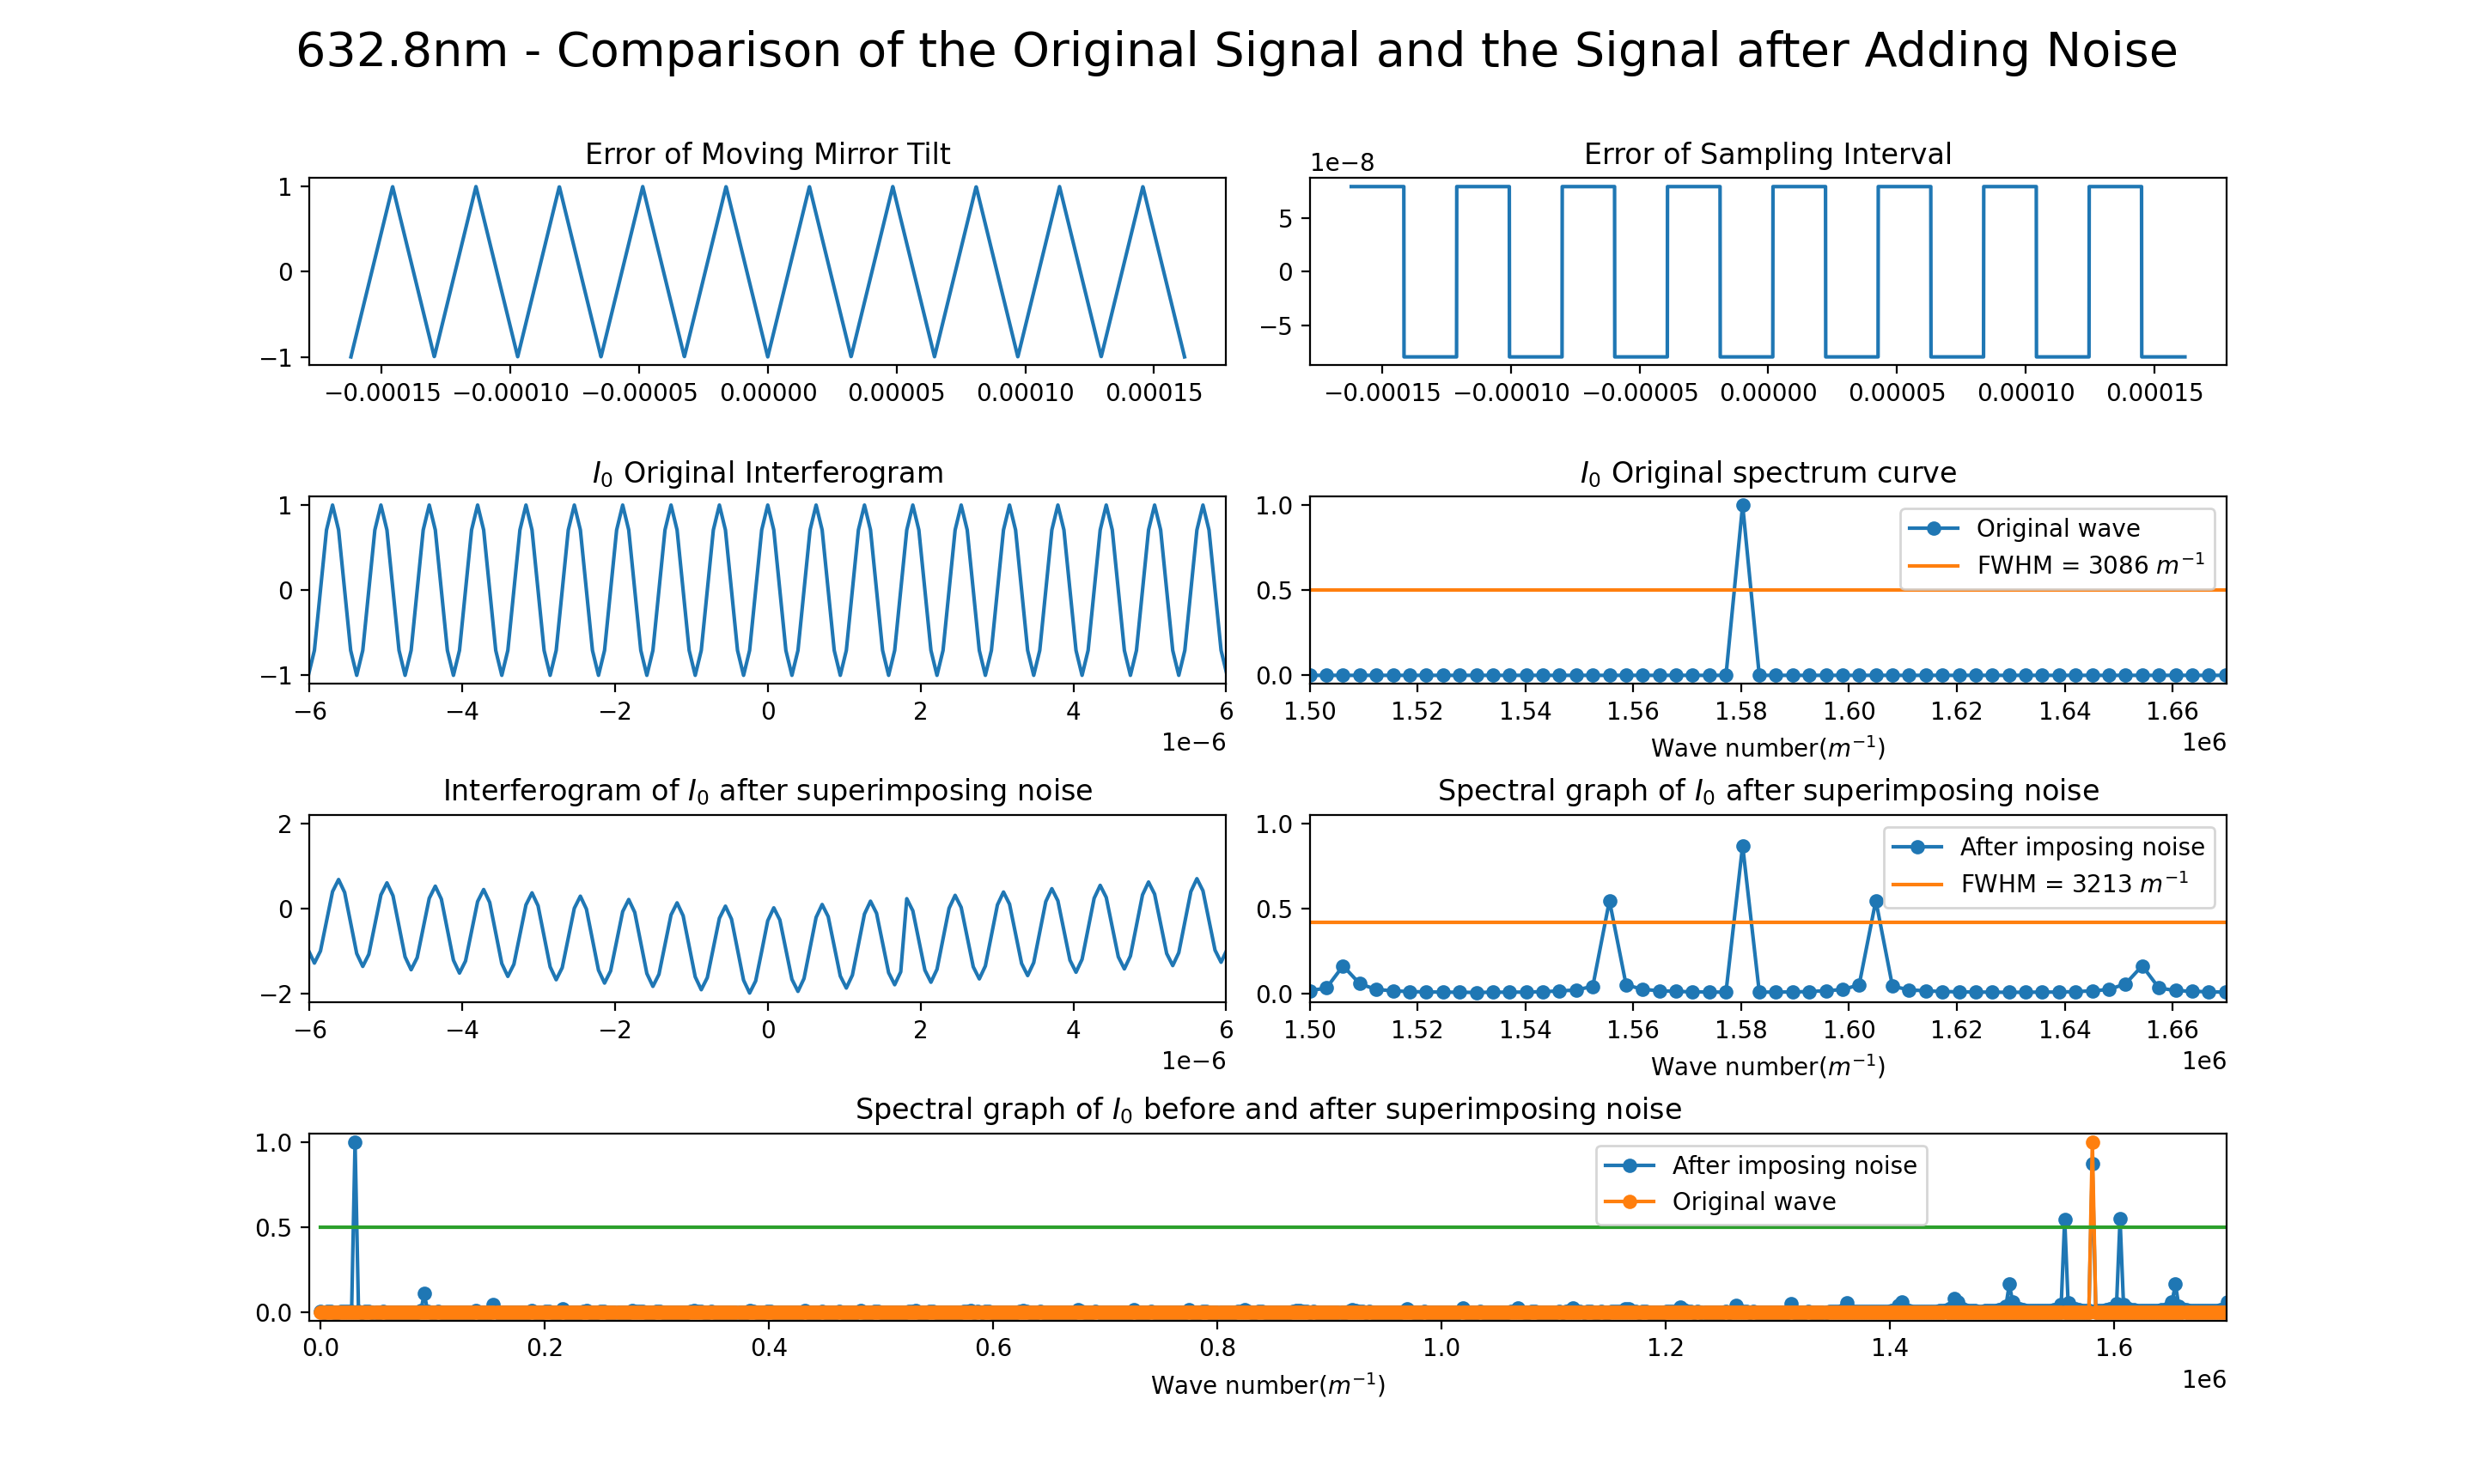 632.8nm - Comparison of the Original Signal and the Signal after Adding Noise
Error of Moving Mirror Tilt
1
0
−1
−0.00015 −0.00010 −0.00005 0.00000 0.00005 0.00010 0.00015
Error of Sampling Interval
1e−8
5
0
−5
−0.00015 −0.00010 −0.00005 0.00000 0.00005 0.00010 0.00015
I₀ Original Interferogram
1
0
−1
−6 −4 −2 0 2 4 6
1e−6
I₀ Original spectrum curve
1.0
0.5
0.0
Original wave
FWHM = 3086 m⁻¹
1.50 1.52 1.54 1.56 1.58 1.60 1.62 1.64 1.66
Wave number(m⁻¹)
1e6
Interferogram of I₀ after superimposing noise
2
0
−2
−6 −4 −2 0 2 4 6
1e−6
Spectral graph of I₀ after superimposing noise
1.0
0.5
0.0
After imposing noise
FWHM = 3213 m⁻¹
1.50 1.52 1.54 1.56 1.58 1.60 1.62 1.64 1.66
Wave number(m⁻¹)
1e6
Spectral graph of I₀ before and after superimposing noise
1.0
0.5
0.0
After imposing noise
Original wave
0.0 0.2 0.4 0.6 0.8 1.0 1.2 1.4 1.6
Wave number(m⁻¹)
1e6